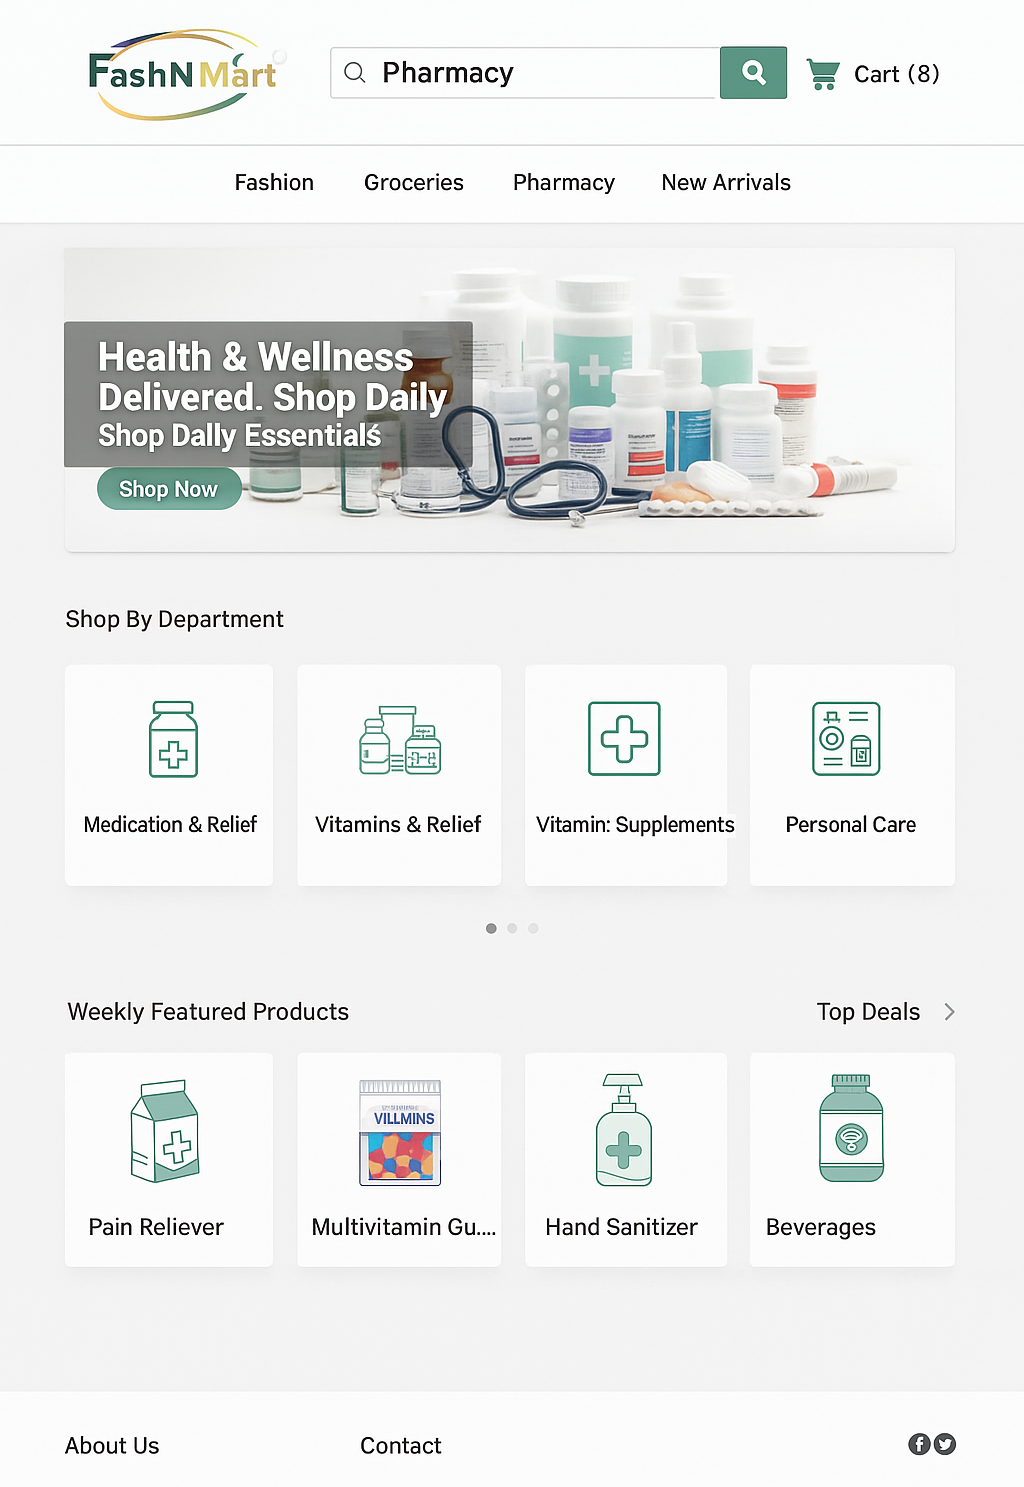 FashNMart
Pharmacy
Cart (8)
Fashion Groceries Pharmacy New Arrivals
Health & Wellness
Delivered. Shop Daily
Shop Dally Essentials
Shop Now
Shop By Department
Medication & Relief
Vitamins & Relief
Vitamin: Supplements
Personal Care
Weekly Featured Products
Top Deals
VILLMINS
Pain Reliever
Multivitamin Gu....
Hand Sanitizer
Beverages
About Us
Contact